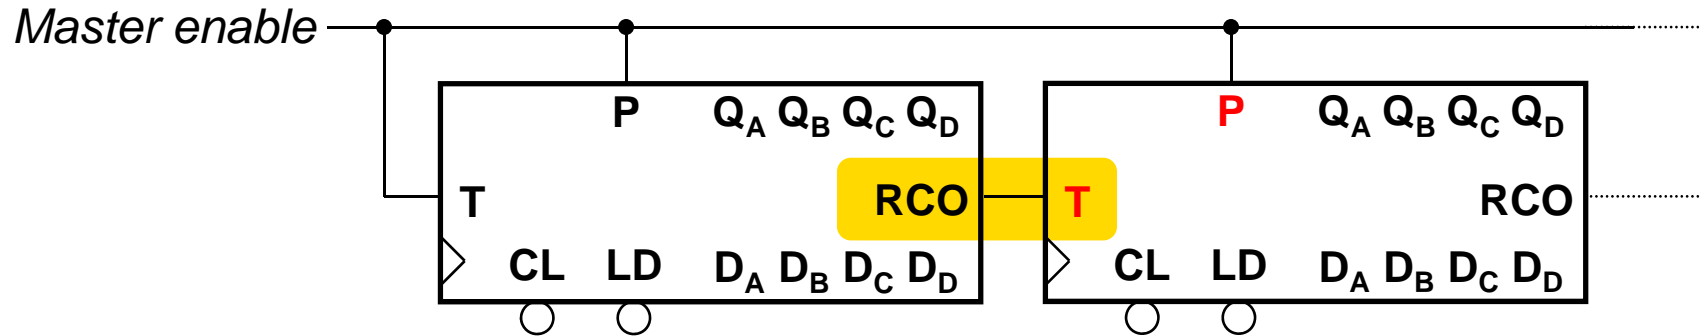 Master enable
P QA QB QC QD P QA QB QC QD
T RCO T RCO
CL LD DA DB DC DD CL LD DA DB DC DD